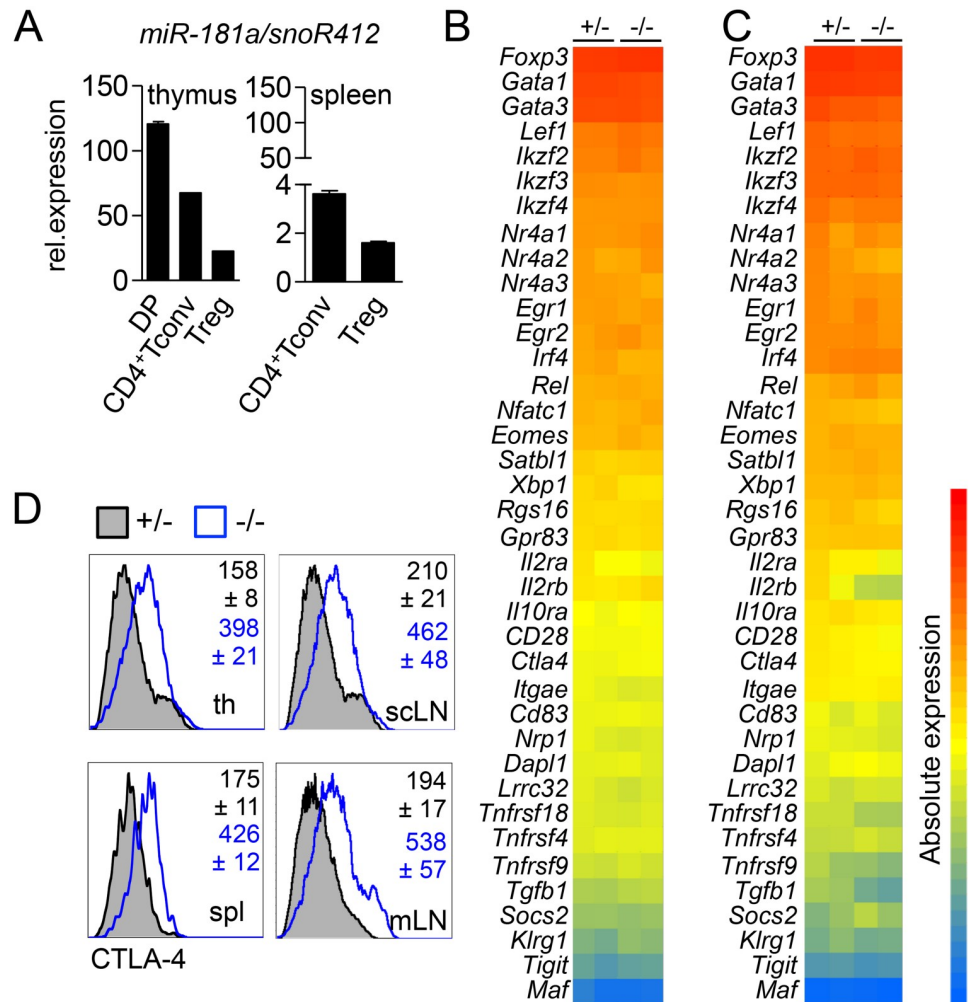 A
miR-181a/snoR412
rel.expression
150
100
50
0
thymus
DP
CD4+Tconv
Treg
150
100
50
4
2
0
spleen
CD4+Tconv
Treg
B
+/- -/-
Foxp3
Gata1
Gata3
Lef1
Ikzf2
Ikzf3
Ikzf4
Nr4a1
Nr4a2
Nr4a3
Egr1
Egr2
Irf4
Rel
Nfatc1
Eomes
Satbl1
Xbp1
Rgs16
Gpr83
Il2ra
Il2rb
Il10ra
CD28
Ctla4
Itgae
Cd83
Nrp1
Dapl1
Lrrc32
Tnfrsf18
Tnfrsf4
Tnfrsf9
Tgfb1
Socs2
Klrg1
Tigit
Maf
C
+/- -/-
Foxp3
Gata1
Gata3
Lef1
Ikzf2
Ikzf3
Ikzf4
Nr4a1
Nr4a2
Nr4a3
Egr1
Egr2
Irf4
Rel
Nfatc1
Eomes
Satbl1
Xbp1
Rgs16
Gpr83
Il2ra
Il2rb
Il10ra
CD28
Ctla4
Itgae
Cd83
Nrp1
Dapl1
Lrrc32
Tnfrsf18
Tnfrsf4
Tnfrsf9
Tgfb1
Socs2
Klrg1
Tigit
Maf
Absolute expression
D
+/- -/-
158
± 8
398
± 21
th
210
± 21
462
± 48
scLN
175
± 11
426
± 12
spl
194
± 17
538
± 57
mLN
CTLA-4